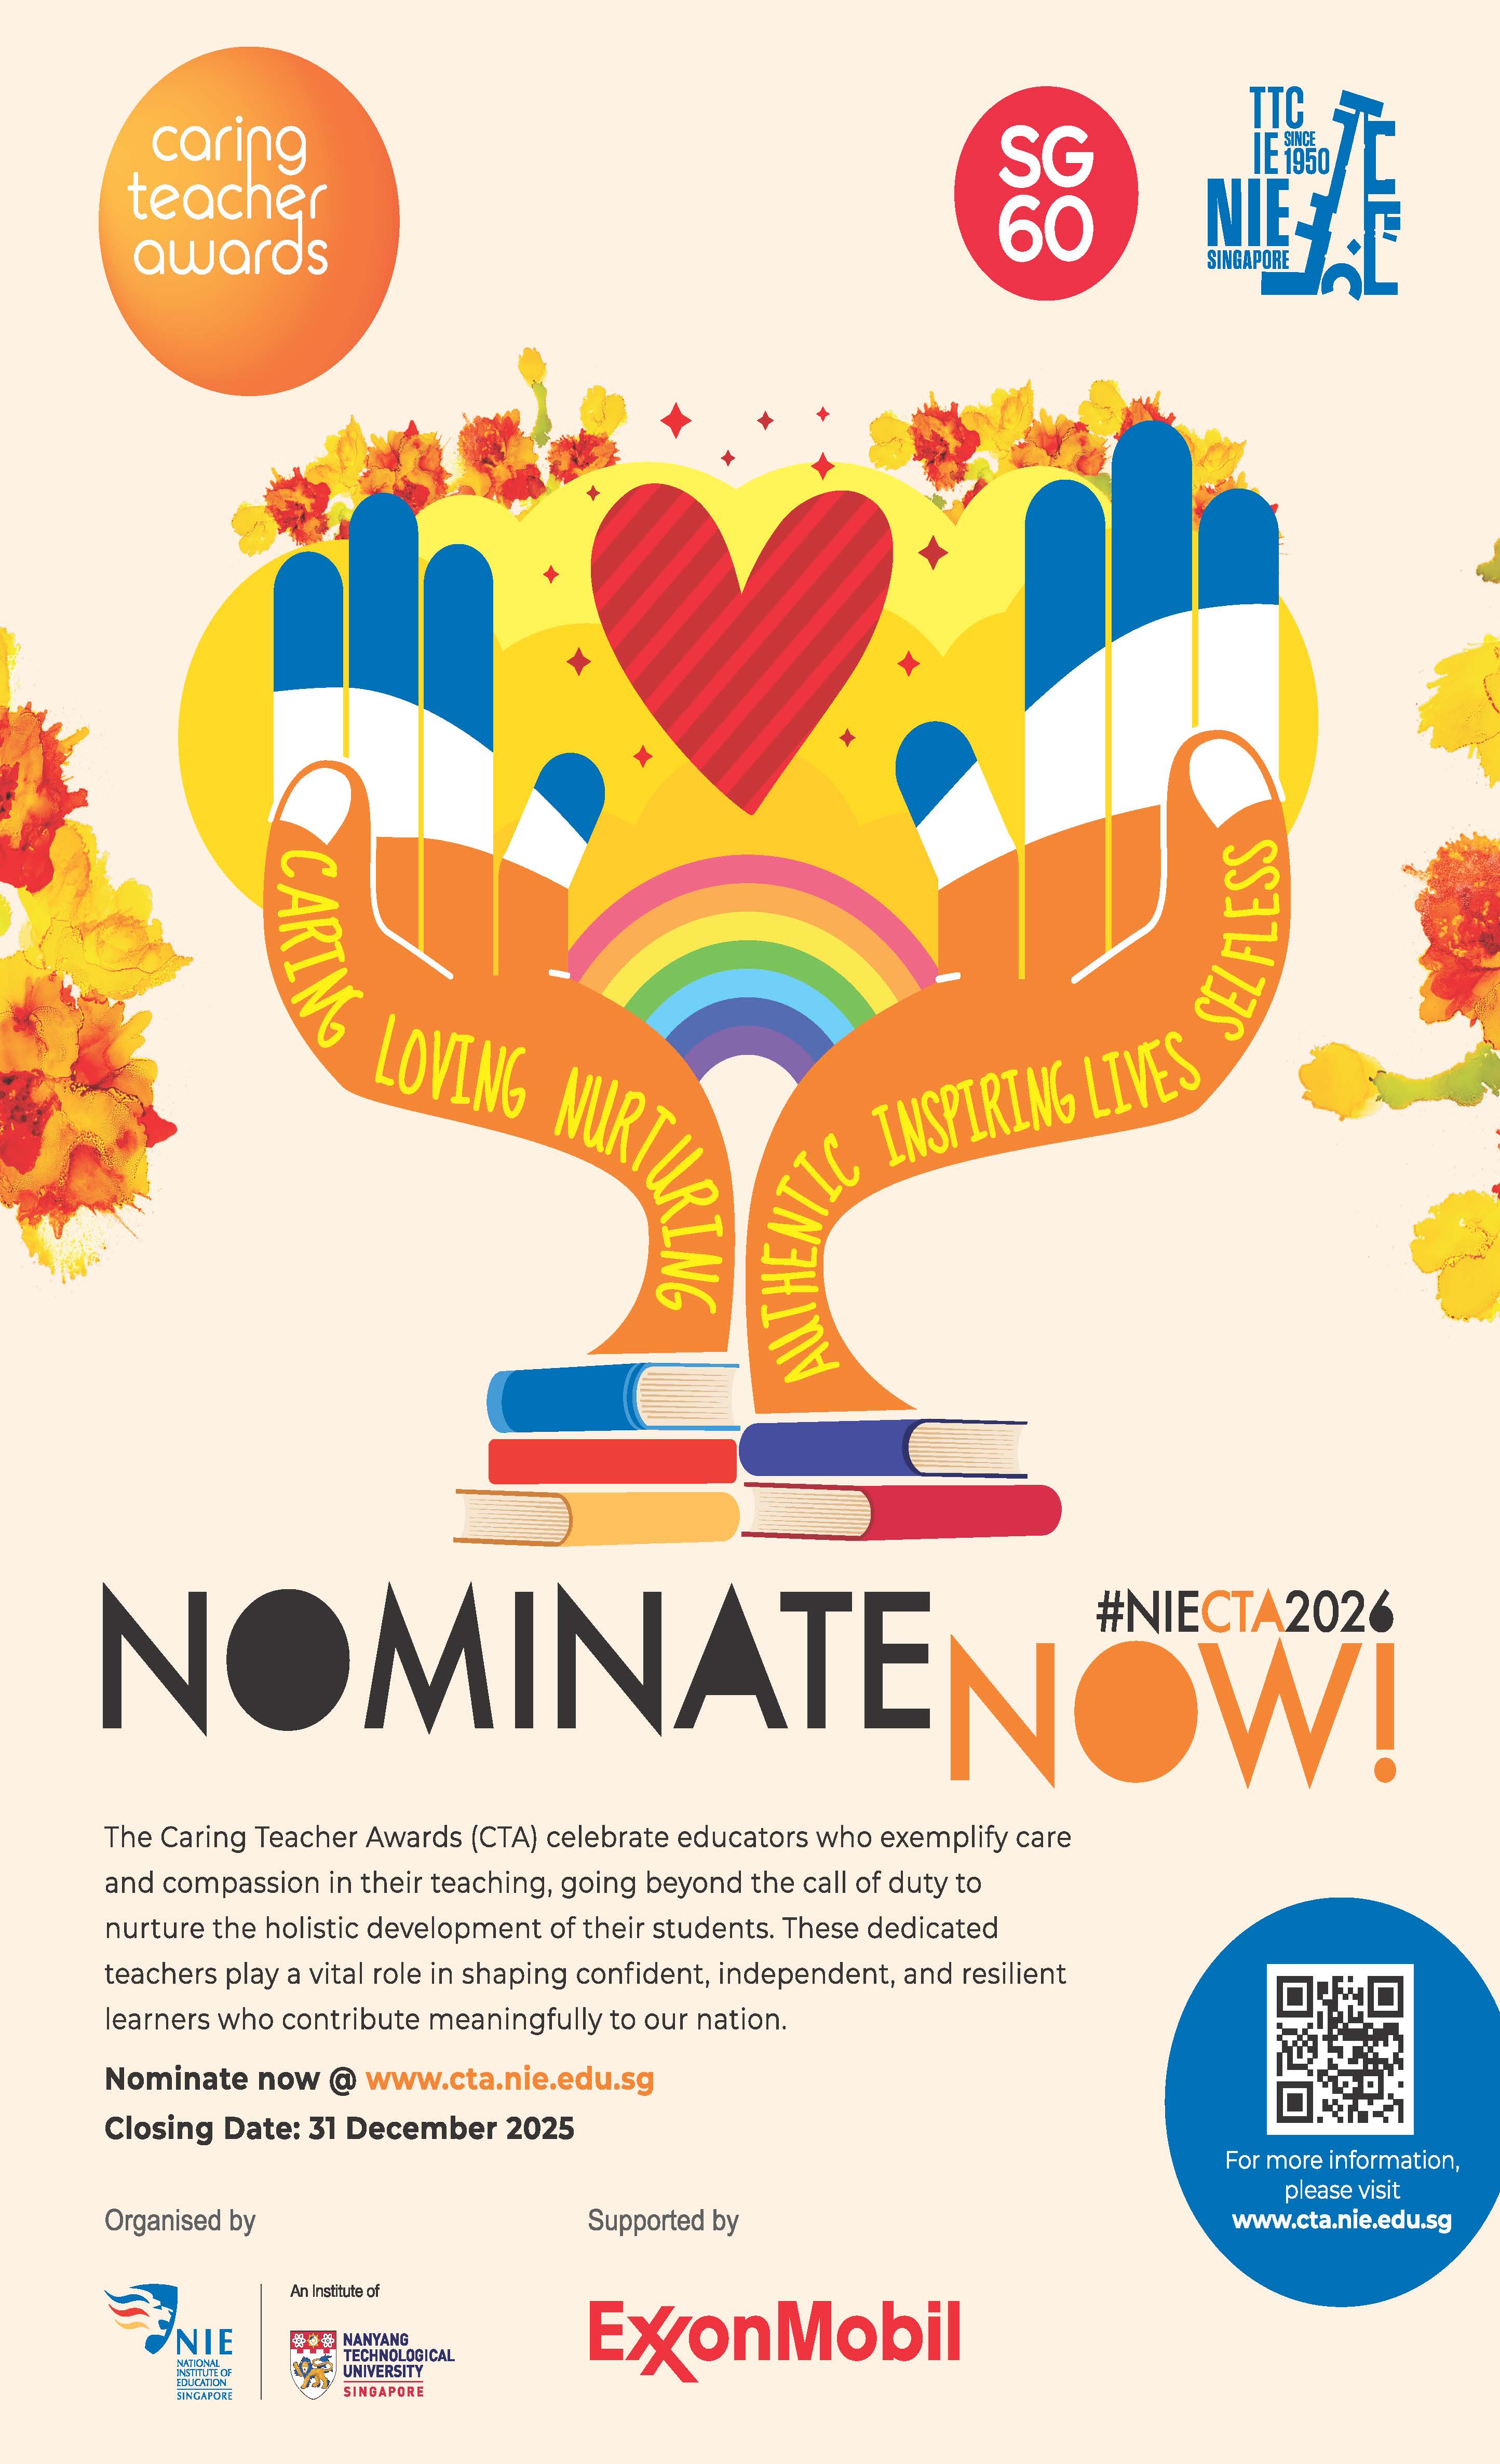 caring
teacher
awards
SG
60
TTC
IE SINCE 1950
NIE
SINGAPORE
CARING LOVING NURTURING
AUTHENTIC INSPIRING LIVES SELFLESS
#NIECTA2026
NOMINATE NOW!
The Caring Teacher Awards (CTA) celebrate educators who exemplify care
and compassion in their teaching, going beyond the call of duty to
nurture the holistic development of their students. These dedicated
teachers play a vital role in shaping confident, independent, and resilient
learners who contribute meaningfully to our nation.
Nominate now @ www.cta.nie.edu.sg
Closing Date: 31 December 2025
For more information,
please visit
www.cta.nie.edu.sg
Organised by
NIE
NATIONAL
INSTITUTE OF
EDUCATION
SINGAPORE
An Institute of
NANYANG
TECHNOLOGICAL
UNIVERSITY
SINGAPORE
Supported by
ExxonMobil